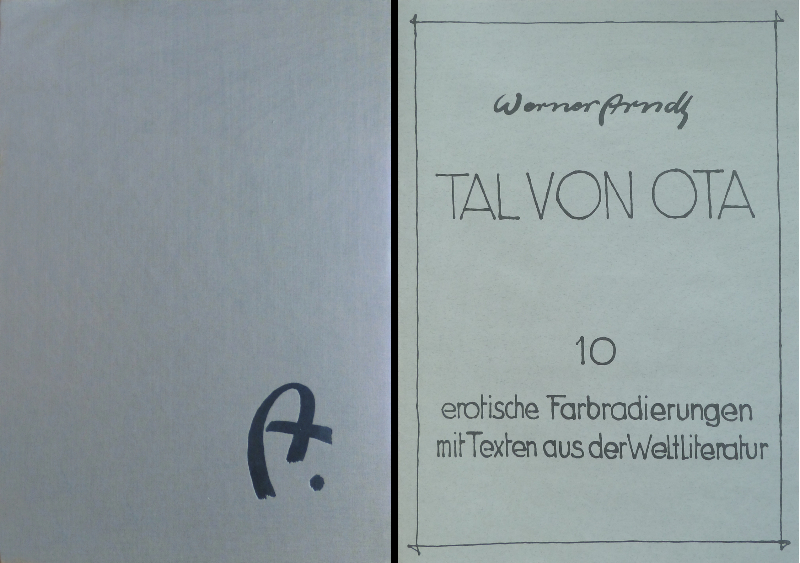 A.
Werner Arndt
TAL VON OTA
10
erotische Farbradierungen
mit Texten aus der Weltliteratur